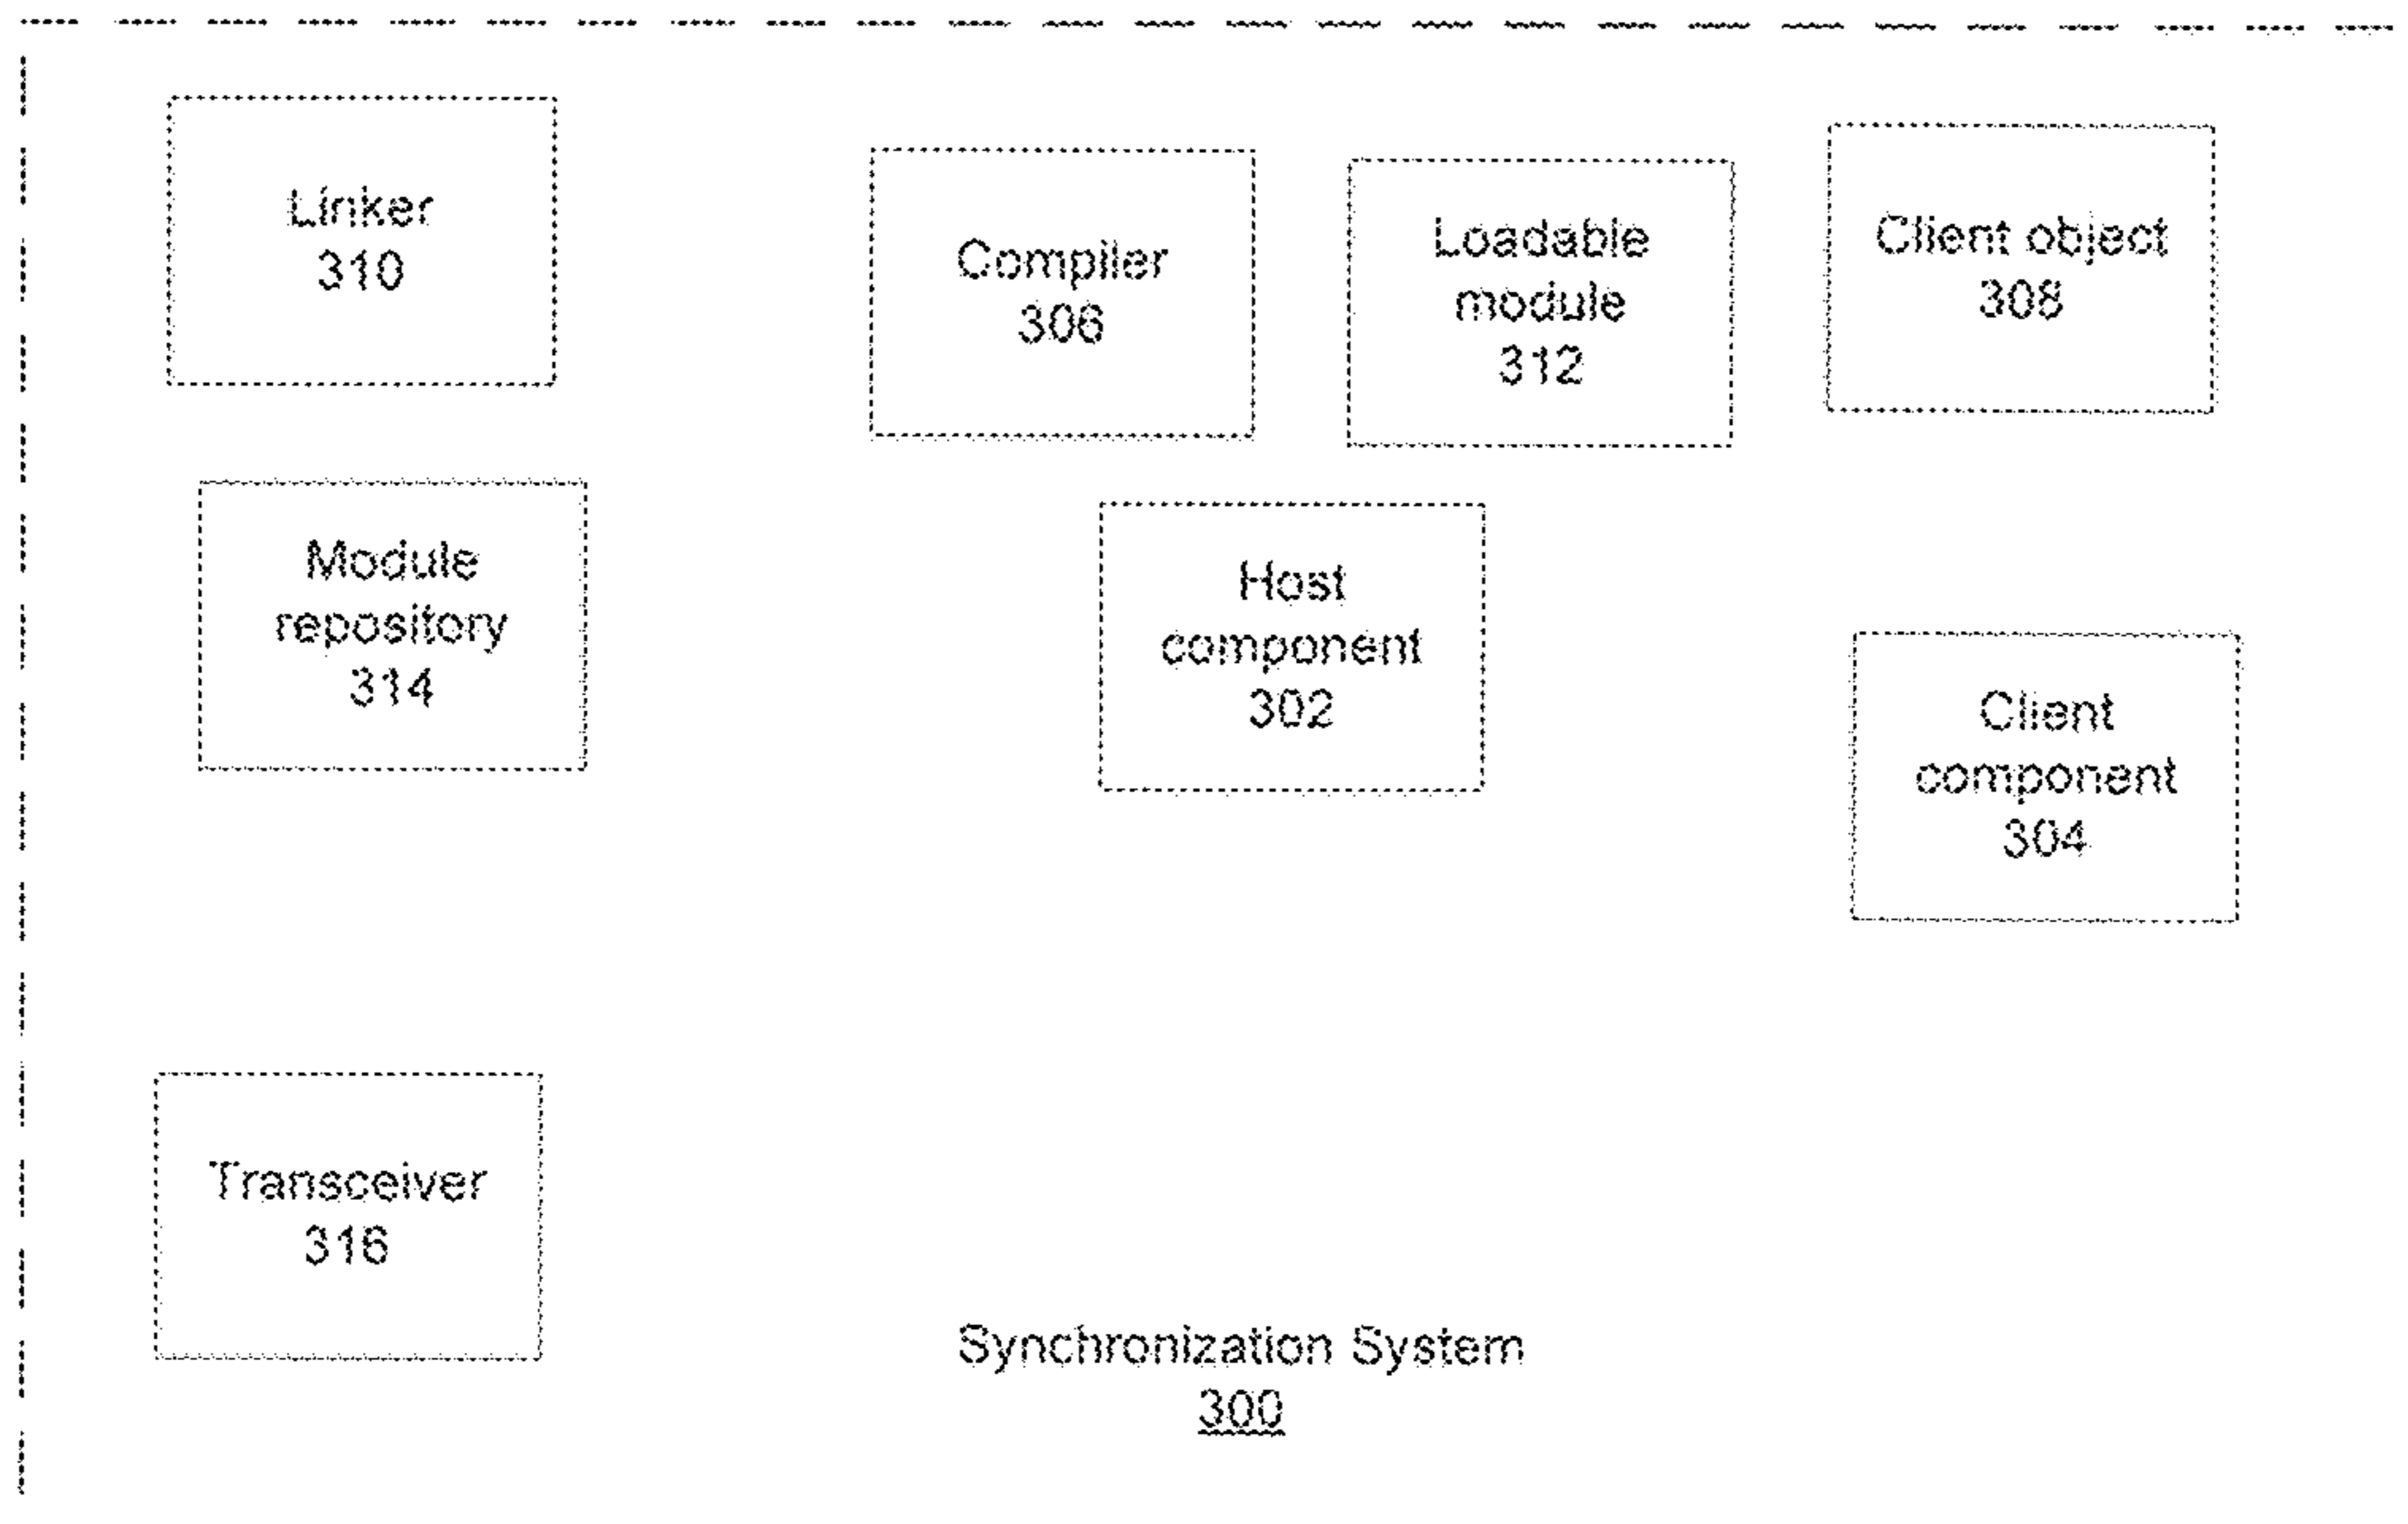 Linker
310
Compiler
306
Loadable
module
312
Client object
308
Module
repository
314
Host
component
302
Client
component
304
Transceiver
316
Synchronization System
300